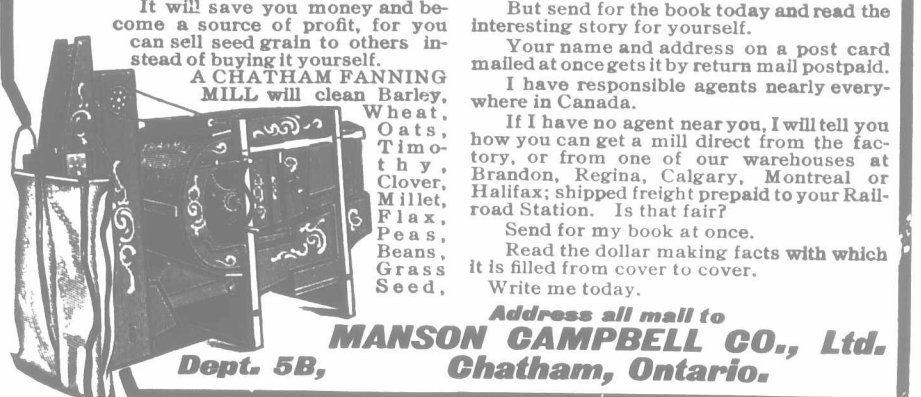 It will save you money and be-
come a source of profit, for you
can sell seed grain to others in-
stead of buying it yourself.
A CHATHAM FANNING
MILL will clean Barley,
Wheat,
Oats,
Timo-
thy,
Clover,
Millet,
Flax,
Peas,
Beans,
Grass
Seed,
But send for the book today and read the
interesting story for yourself.
Your name and address on a post card
mailed at once gets it by return mail postpaid.
I have responsible agents nearly every-
where in Canada.
If I have no agent near you, I will tell you
how you can get a mill direct from the fac-
tory, or from one of our warehouses at
Brandon, Regina, Calgary, Montreal or
Halifax; shipped freight prepaid to your Rail-
road Station. Is that fair?
Send for my book at once.
Read the dollar making facts with which
it is filled from cover to cover.
Write me today.
Address all mail to
MANSON CAMPBELL CO., Ltd.
Dept. 5B, Chatham, Ontario.